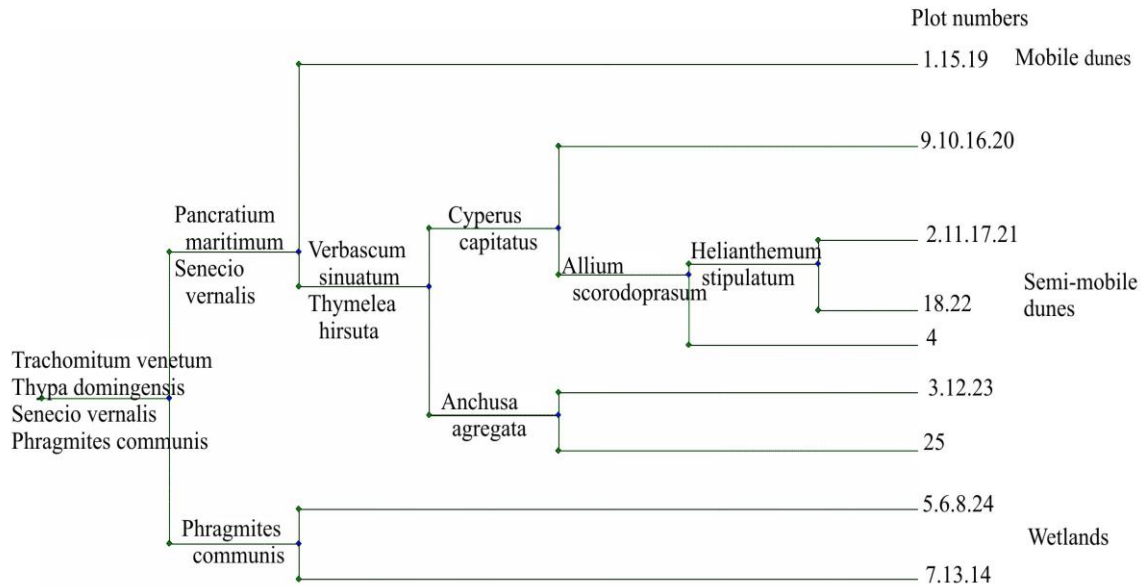 Plot numbers
1.15.19
Mobile dunes
9.10.16.20
Pancratium
maritimum
Senecio
vernalis
Verbascum
sinuatum
Thymelea
hirsuta
Cyperus
capitatus
Allium
scorodoprasum
Helianthemum
stipulatum
2.11.17.21
18.22
4
Semi-mobile
dunes
Trachomitum venetum
Thypa domingensis
Senecio vernalis
Phragmites communis
Anchusa
agregata
3.12.23
25
Phragmites
communis
5.6.8.24
7.13.14
Wetlands